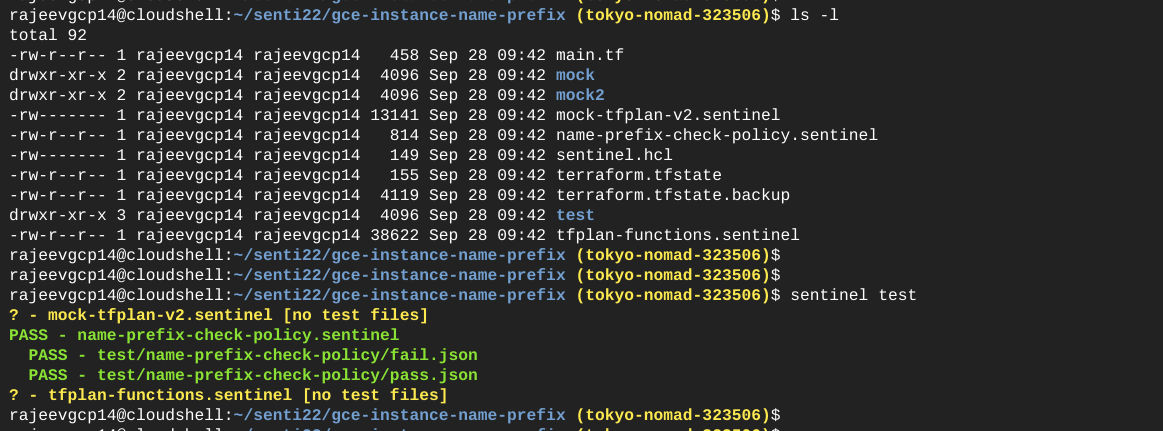 rajeevgcp14@cloudshell:~/senti22/gce-instance-name-prefix (tokyo-nomad-323506)$ ls -l
total 92
-rw-r--r-- 1 rajeevgcp14 rajeevgcp14   458 Sep 28 09:42 main.tf
drwxr-xr-x 2 rajeevgcp14 rajeevgcp14  4096 Sep 28 09:42 mock
drwxr-xr-x 2 rajeevgcp14 rajeevgcp14  4096 Sep 28 09:42 mock2
-rw------- 1 rajeevgcp14 rajeevgcp14 13141 Sep 28 09:42 mock-tfplan-v2.sentinel
-rw-r--r-- 1 rajeevgcp14 rajeevgcp14   814 Sep 28 09:42 name-prefix-check-policy.sentinel
-rw------- 1 rajeevgcp14 rajeevgcp14   149 Sep 28 09:42 sentinel.hcl
-rw-r--r-- 1 rajeevgcp14 rajeevgcp14   155 Sep 28 09:42 terraform.tfstate
-rw-r--r-- 1 rajeevgcp14 rajeevgcp14  4119 Sep 28 09:42 terraform.tfstate.backup
drwxr-xr-x 3 rajeevgcp14 rajeevgcp14  4096 Sep 28 09:42 test
-rw-r--r-- 1 rajeevgcp14 rajeevgcp14 38622 Sep 28 09:42 tfplan-functions.sentinel
rajeevgcp14@cloudshell:~/senti22/gce-instance-name-prefix (tokyo-nomad-323506)$
rajeevgcp14@cloudshell:~/senti22/gce-instance-name-prefix (tokyo-nomad-323506)$
rajeevgcp14@cloudshell:~/senti22/gce-instance-name-prefix (tokyo-nomad-323506)$ sentinel test
? - mock-tfplan-v2.sentinel [no test files]
PASS - name-prefix-check-policy.sentinel
  PASS - test/name-prefix-check-policy/fail.json
  PASS - test/name-prefix-check-policy/pass.json
? - tfplan-functions.sentinel [no test files]
rajeevgcp14@cloudshell:~/senti22/gce-instance-name-prefix (tokyo-nomad-323506)$
rajeevgcp14@cloudshell:~/senti22/gce-instance-name-prefix (tokyo-nomad-323506)$